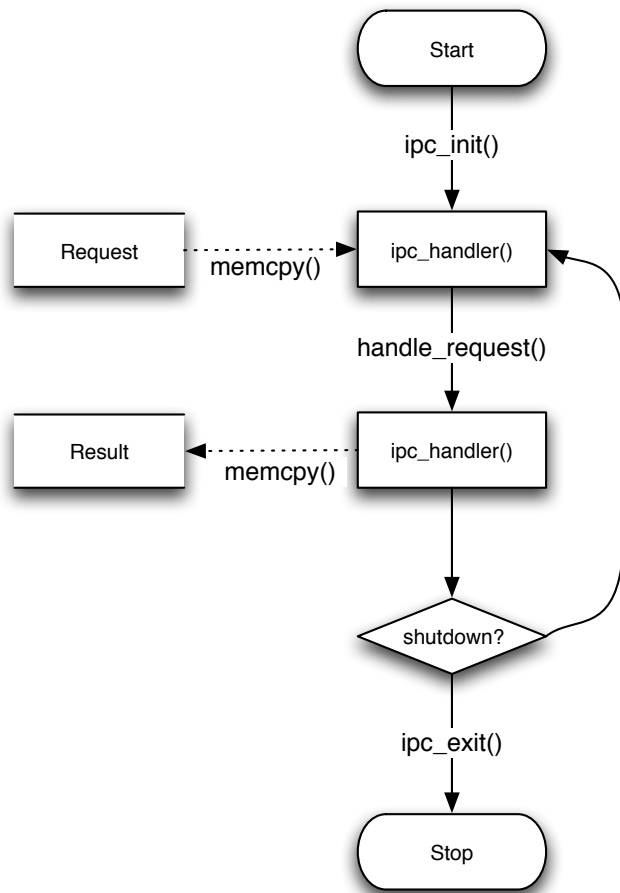 Start
ipc_init()
Request
memcpy()
ipc_handler()
handle_request()
Result
memcpy()
ipc_handler()
shutdown?
ipc_exit()
Stop